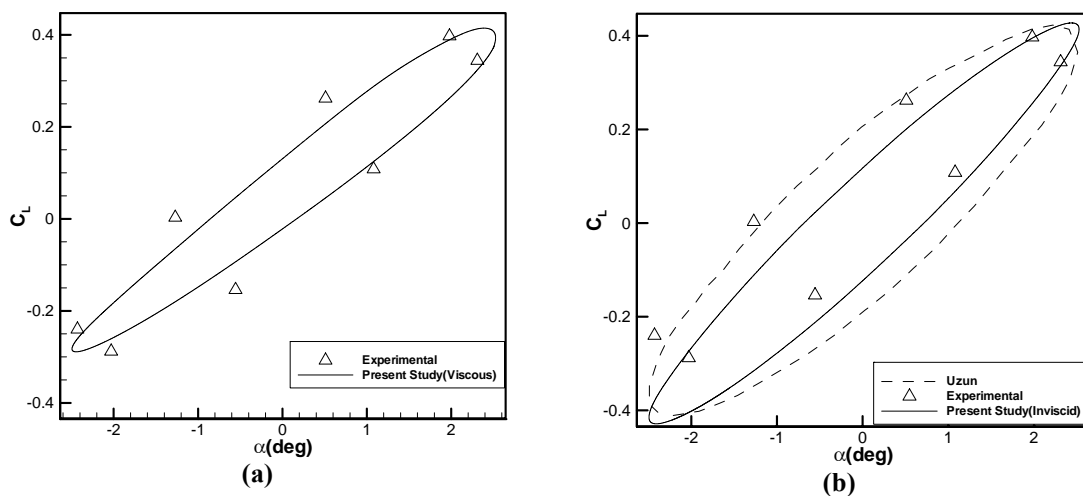 0.4
0.2
0
-0.2
-0.4
C_L
-2
-1
0
1
2
α(deg)
Experimental
Present Study(Viscous)
(a)
0.4
0.2
0
-0.2
-0.4
C_L
-2
-1
0
1
2
α(deg)
Uzun
Experimental
Present Study(Inviscid)
(b)